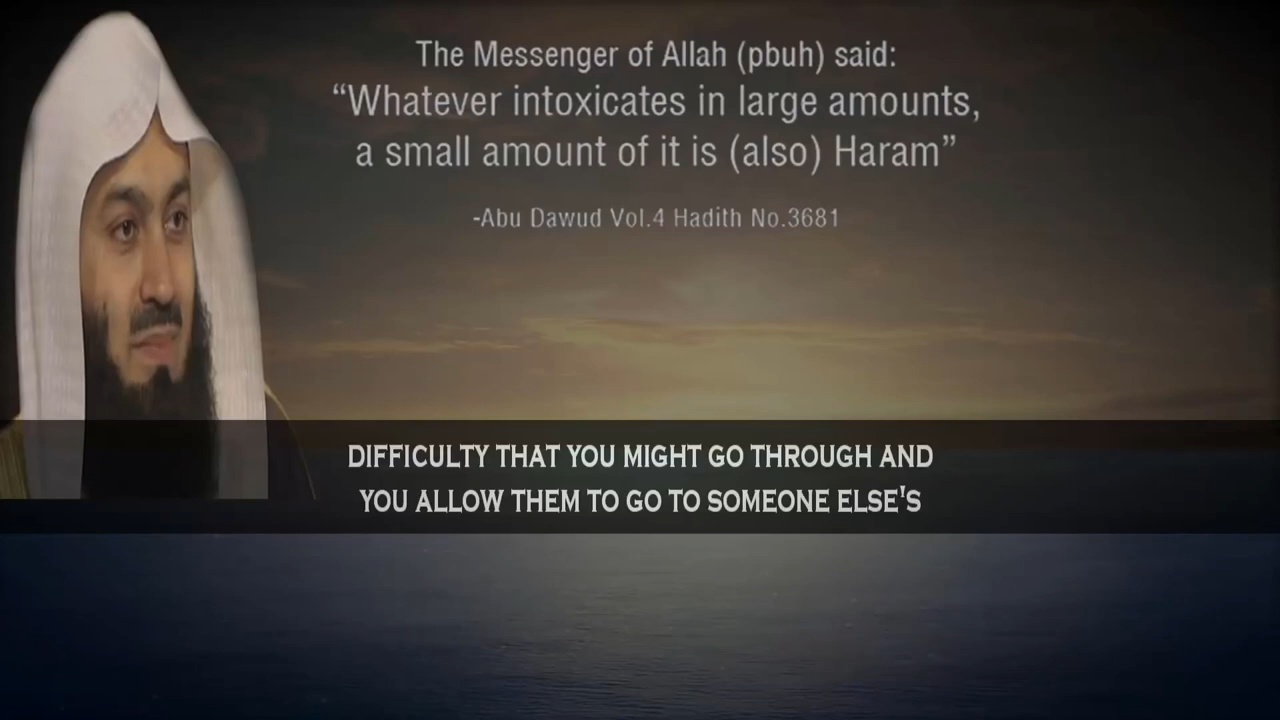 The Messenger of Allah (pbuh) said:
“Whatever intoxicates in large amounts,
a small amount of it is (also) Haram”
-Abu Dawud Vol.4 Hadith No.3681
DIFFICULTY THAT YOU MIGHT GO THROUGH AND
YOU ALLOW THEM TO GO TO SOMEONE ELSE'S